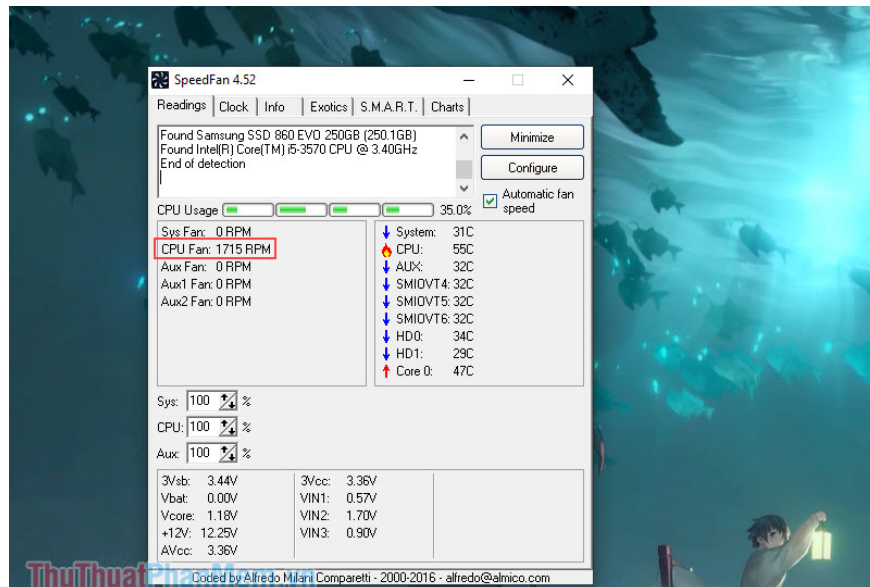 SpeedFan 4.52
Readings Clock Info Exotics S.M.A.R.T. Charts
Found Samsung SSD 860 EVO 250GB (250.1GB)
Found Intel(R) Core(TM) i5-3570 CPU @ 3.40GHz
End of detection
Minimize
Configure
Automatic fan
speed
CPU Usage 35.0%
Sys Fan: 0 RPM
CPU Fan: 1715 RPM
Aux Fan: 0 RPM
Aux1 Fan: 0 RPM
Aux2 Fan: 0 RPM
System: 31C
CPU: 55C
AUX: 32C
SMIOVT4: 32C
SMIOVT5: 32C
SMIOVT6: 32C
HD0: 34C
HD1: 29C
Core 0: 47C
Sys: 100 %
CPU: 100 %
Aux: 100 %
3Vsb: 3.44V
Vbat: 0.00V
Vcore: 1.18V
+12V: 12.25V
AVcc: 3.36V
3Vcc: 3.36V
VIN1: 0.57V
VIN2: 1.70V
VIN3: 0.90V
Coded by Alfredo Milani Comparetti - 2000-2016 - alfredo@almico.com
ThuThuatPhanMem.vn